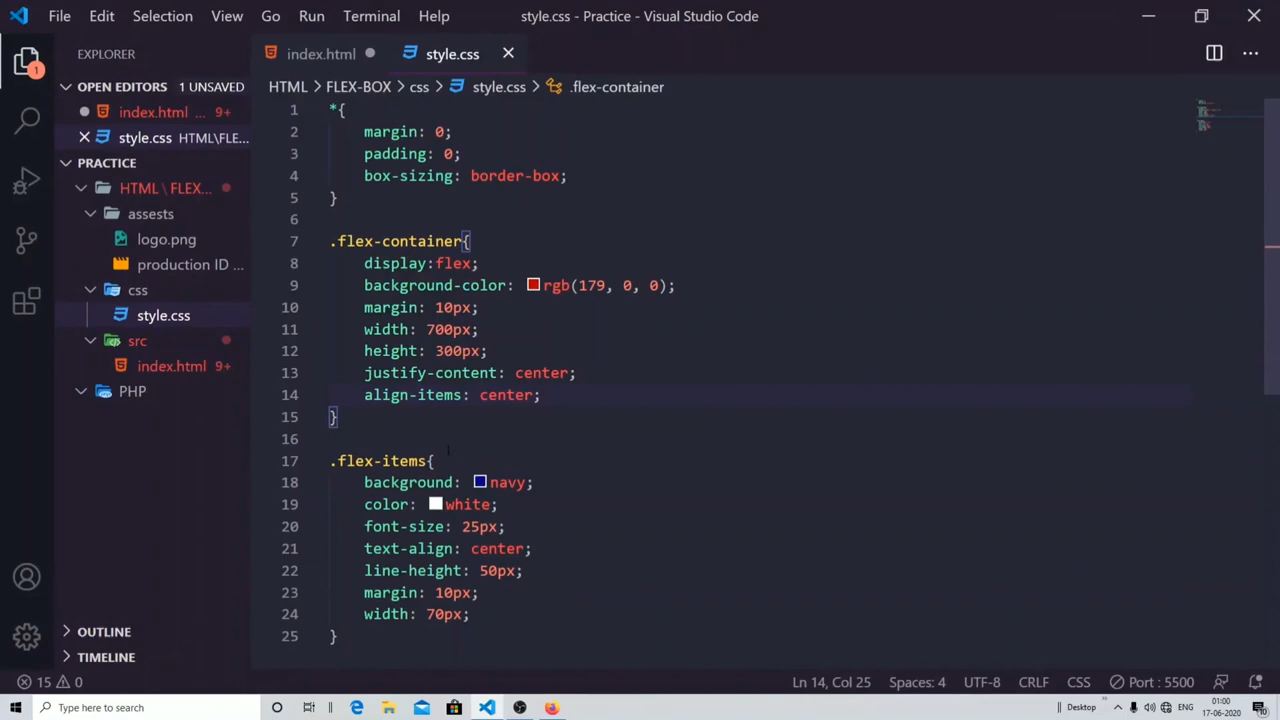 File Edit Selection View Go Run Terminal Help style.css - Practice - Visual Studio Code
EXPLORER
OPEN EDITORS 1 UNSAVED
index.html ... 9+
style.css HTML\FLE...
PRACTICE
HTML \ FLEX...
assests
logo.png
production ID ...
css
style.css
src
index.html 9+
PHP
OUTLINE
TIMELINE
1
index.html style.css
HTML > FLEX-BOX > css > style.css > .flex-container
1 *{
2 margin: 0;
3 padding: 0;
4 box-sizing: border-box;
5 }
6
7 .flex-container{
8 display:flex;
9 background-color: rgb(179, 0, 0);
10 margin: 10px;
11 width: 700px;
12 height: 300px;
13 justify-content: center;
14 align-items: center;
15 }
16
17 .flex-items{
18 background: navy;
19 color: white;
20 font-size: 25px;
21 text-align: center;
22 line-height: 50px;
23 margin: 10px;
24 width: 70px;
25 }
15 0 Ln 14, Col 25 Spaces: 4 UTF-8 CRLF CSS Port : 5500
Type here to search Desktop ENG 01:00
17-06-2020